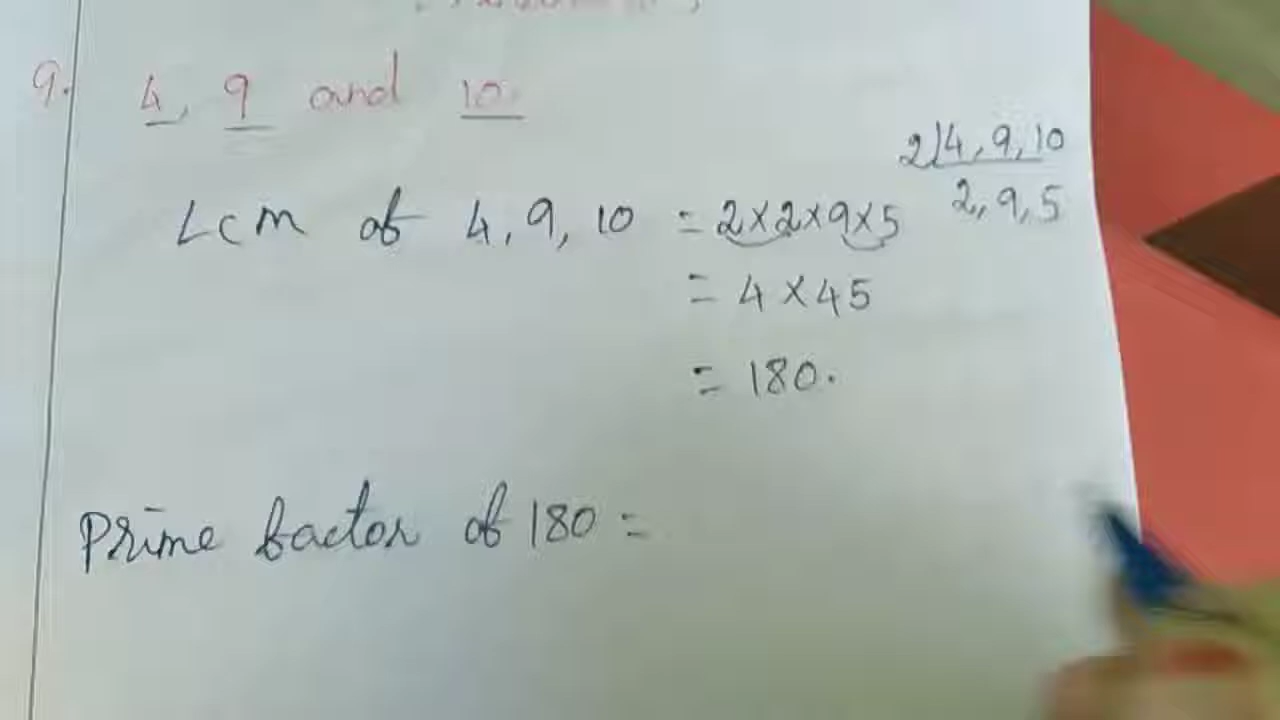 9. 4, 9 and 10.
2)4, 9, 10
LCM of 4, 9, 10 = 2×2×9×5
2, 9, 5
= 4 × 45
= 180.
Prime factor of 180 =